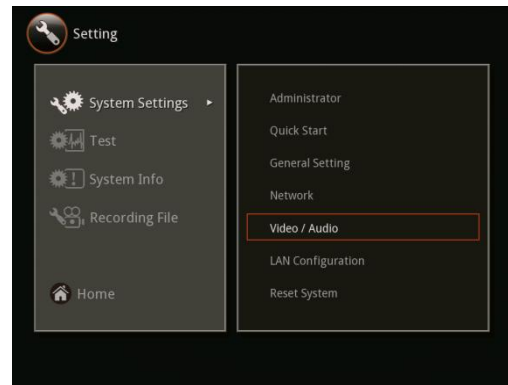 Setting
System Settings
Test
System Info
Recording File
Home
Administrator
Quick Start
General Setting
Network
Video / Audio
LAN Configuration
Reset System